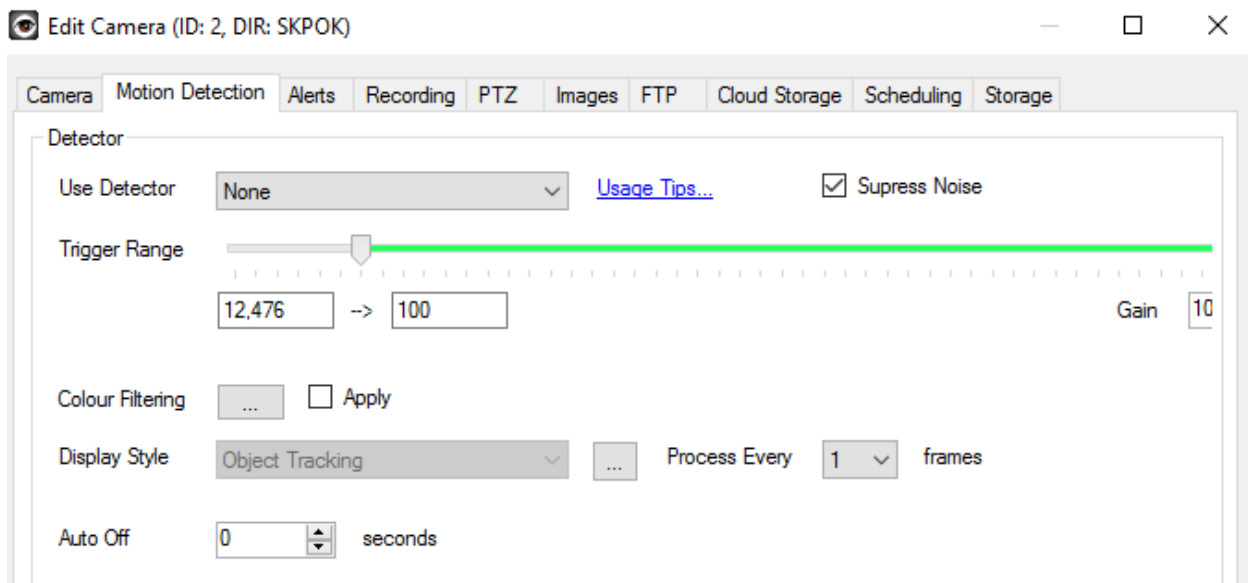 Edit Camera (ID: 2, DIR: SKPOK)
Camera Motion Detection Alerts Recording PTZ Images FTP Cloud Storage Scheduling Storage
Detector
Use Detector None Usage Tips... Supress Noise
Trigger Range
12,476 --> 100 Gain 10
Colour Filtering ... Apply
Display Style Object Tracking ... Process Every 1 frames
Auto Off 0 seconds